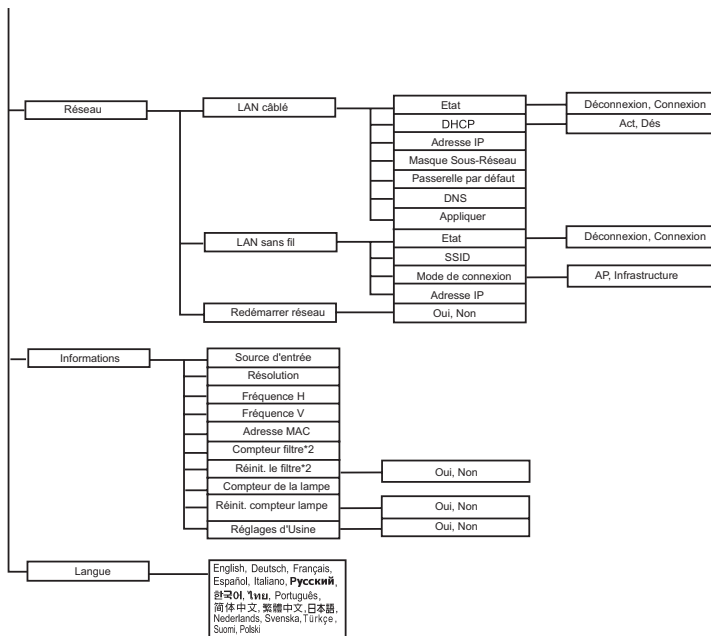 Réseau
LAN câblé
Etat
Déconnexion, Connexion
DHCP
Act, Dés
Adresse IP
Masque Sous-Réseau
Passerelle par défaut
DNS
Appliquer
LAN sans fil
Etat
Déconnexion, Connexion
SSID
Mode de connexion
AP, Infrastructure
Adresse IP
Redémarrer réseau
Oui, Non
Informations
Source d'entrée
Résolution
Fréquence H
Fréquence V
Adresse MAC
Compteur filtre*2
Réinit. le filtre*2
Oui, Non
Compteur de la lampe
Réinit. compteur lampe
Oui, Non
Réglages d'Usine
Oui, Non
Langue
English, Deutsch, Français,
Español, Italiano, Русский,
한국어, ไทย, Português,
简体中文, 繁體中文, 日本語,
Nederlands, Svenska, Türkçe,
Suomi, Polski